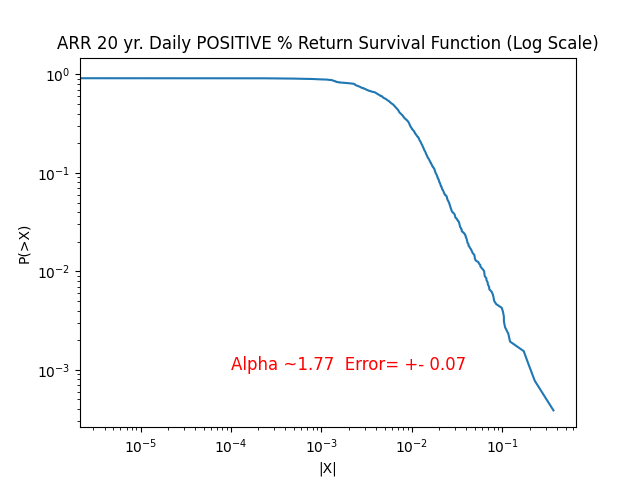 ARR 20 yr. Daily POSITIVE % Return Survival Function (Log Scale)
10⁰
10⁻¹
10⁻²
10⁻³
P(>X)
Alpha ~1.77  Error= +- 0.07
10⁻⁵ 10⁻⁴ 10⁻³ 10⁻² 10⁻¹
|X|